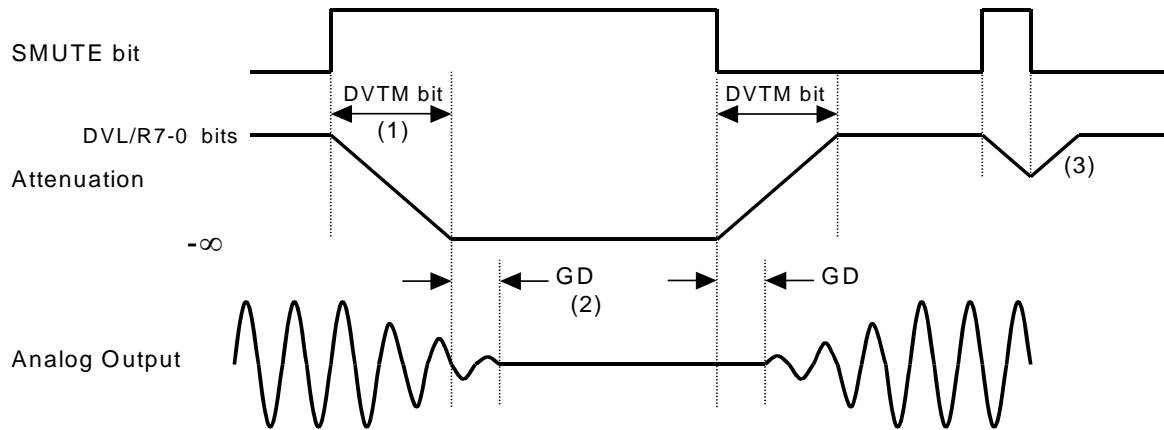 SMUTE bit
DVTM bit
DVTM bit
(1)
DVL/R7-0 bits
(3)
Attenuation
-∞
GD
GD
(2)
Analog Output